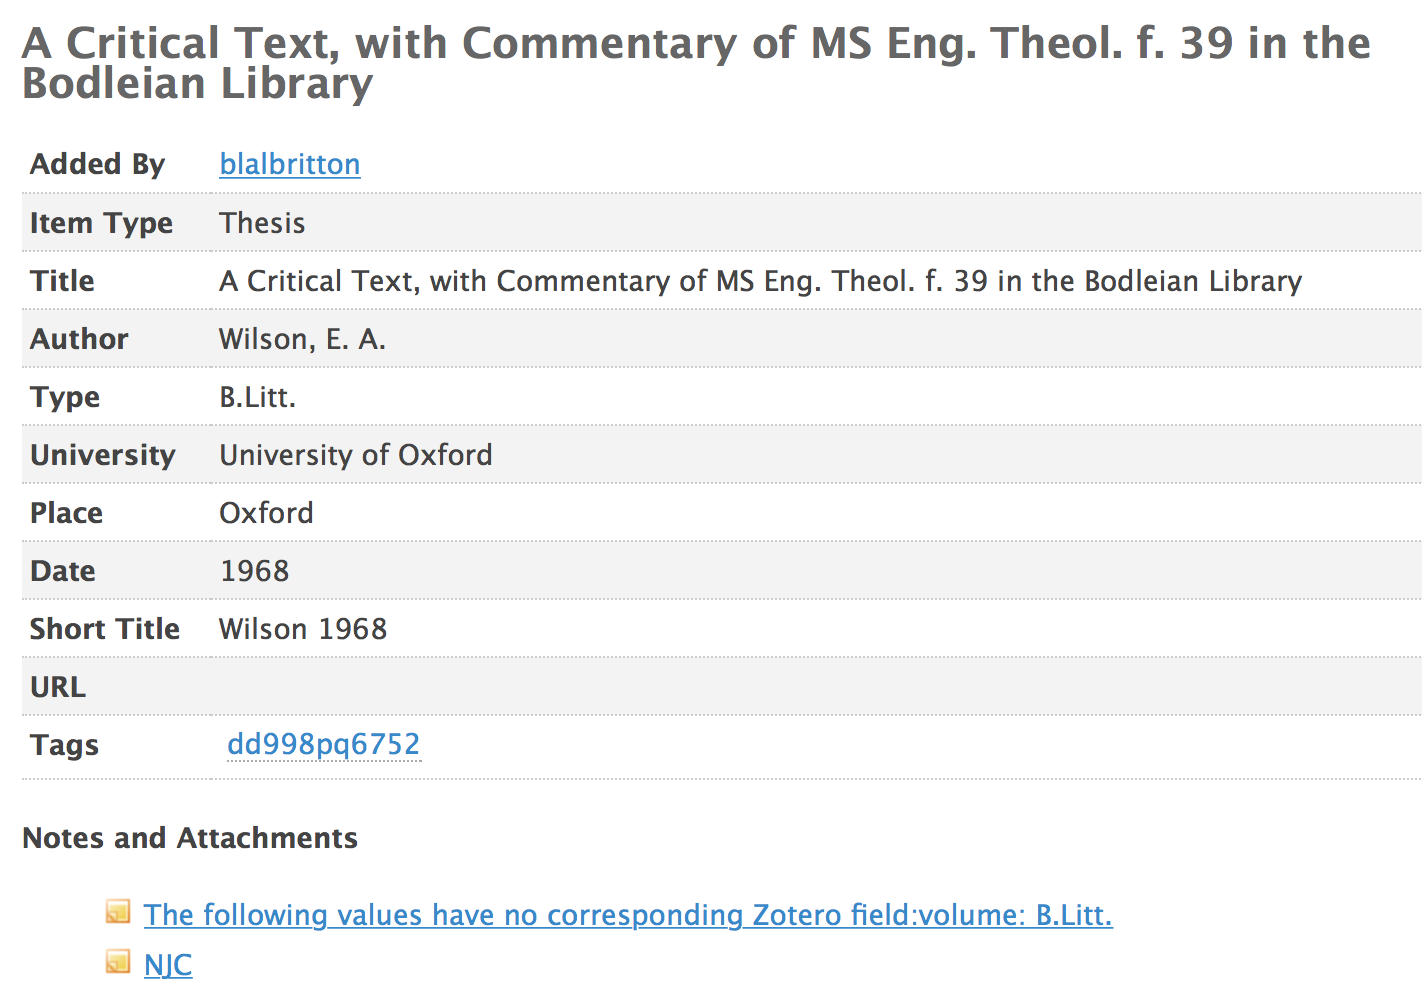 A Critical Text, with Commentary of MS Eng. Theol. f. 39 in the
Bodleian Library
Added By blalbritton
Item Type Thesis
Title A Critical Text, with Commentary of MS Eng. Theol. f. 39 in the Bodleian Library
Author Wilson, E. A.
Type B.Litt.
University University of Oxford
Place Oxford
Date 1968
Short Title Wilson 1968
URL
Tags dd998pq6752
Notes and Attachments
The following values have no corresponding Zotero field:volume: B.Litt.
NJC